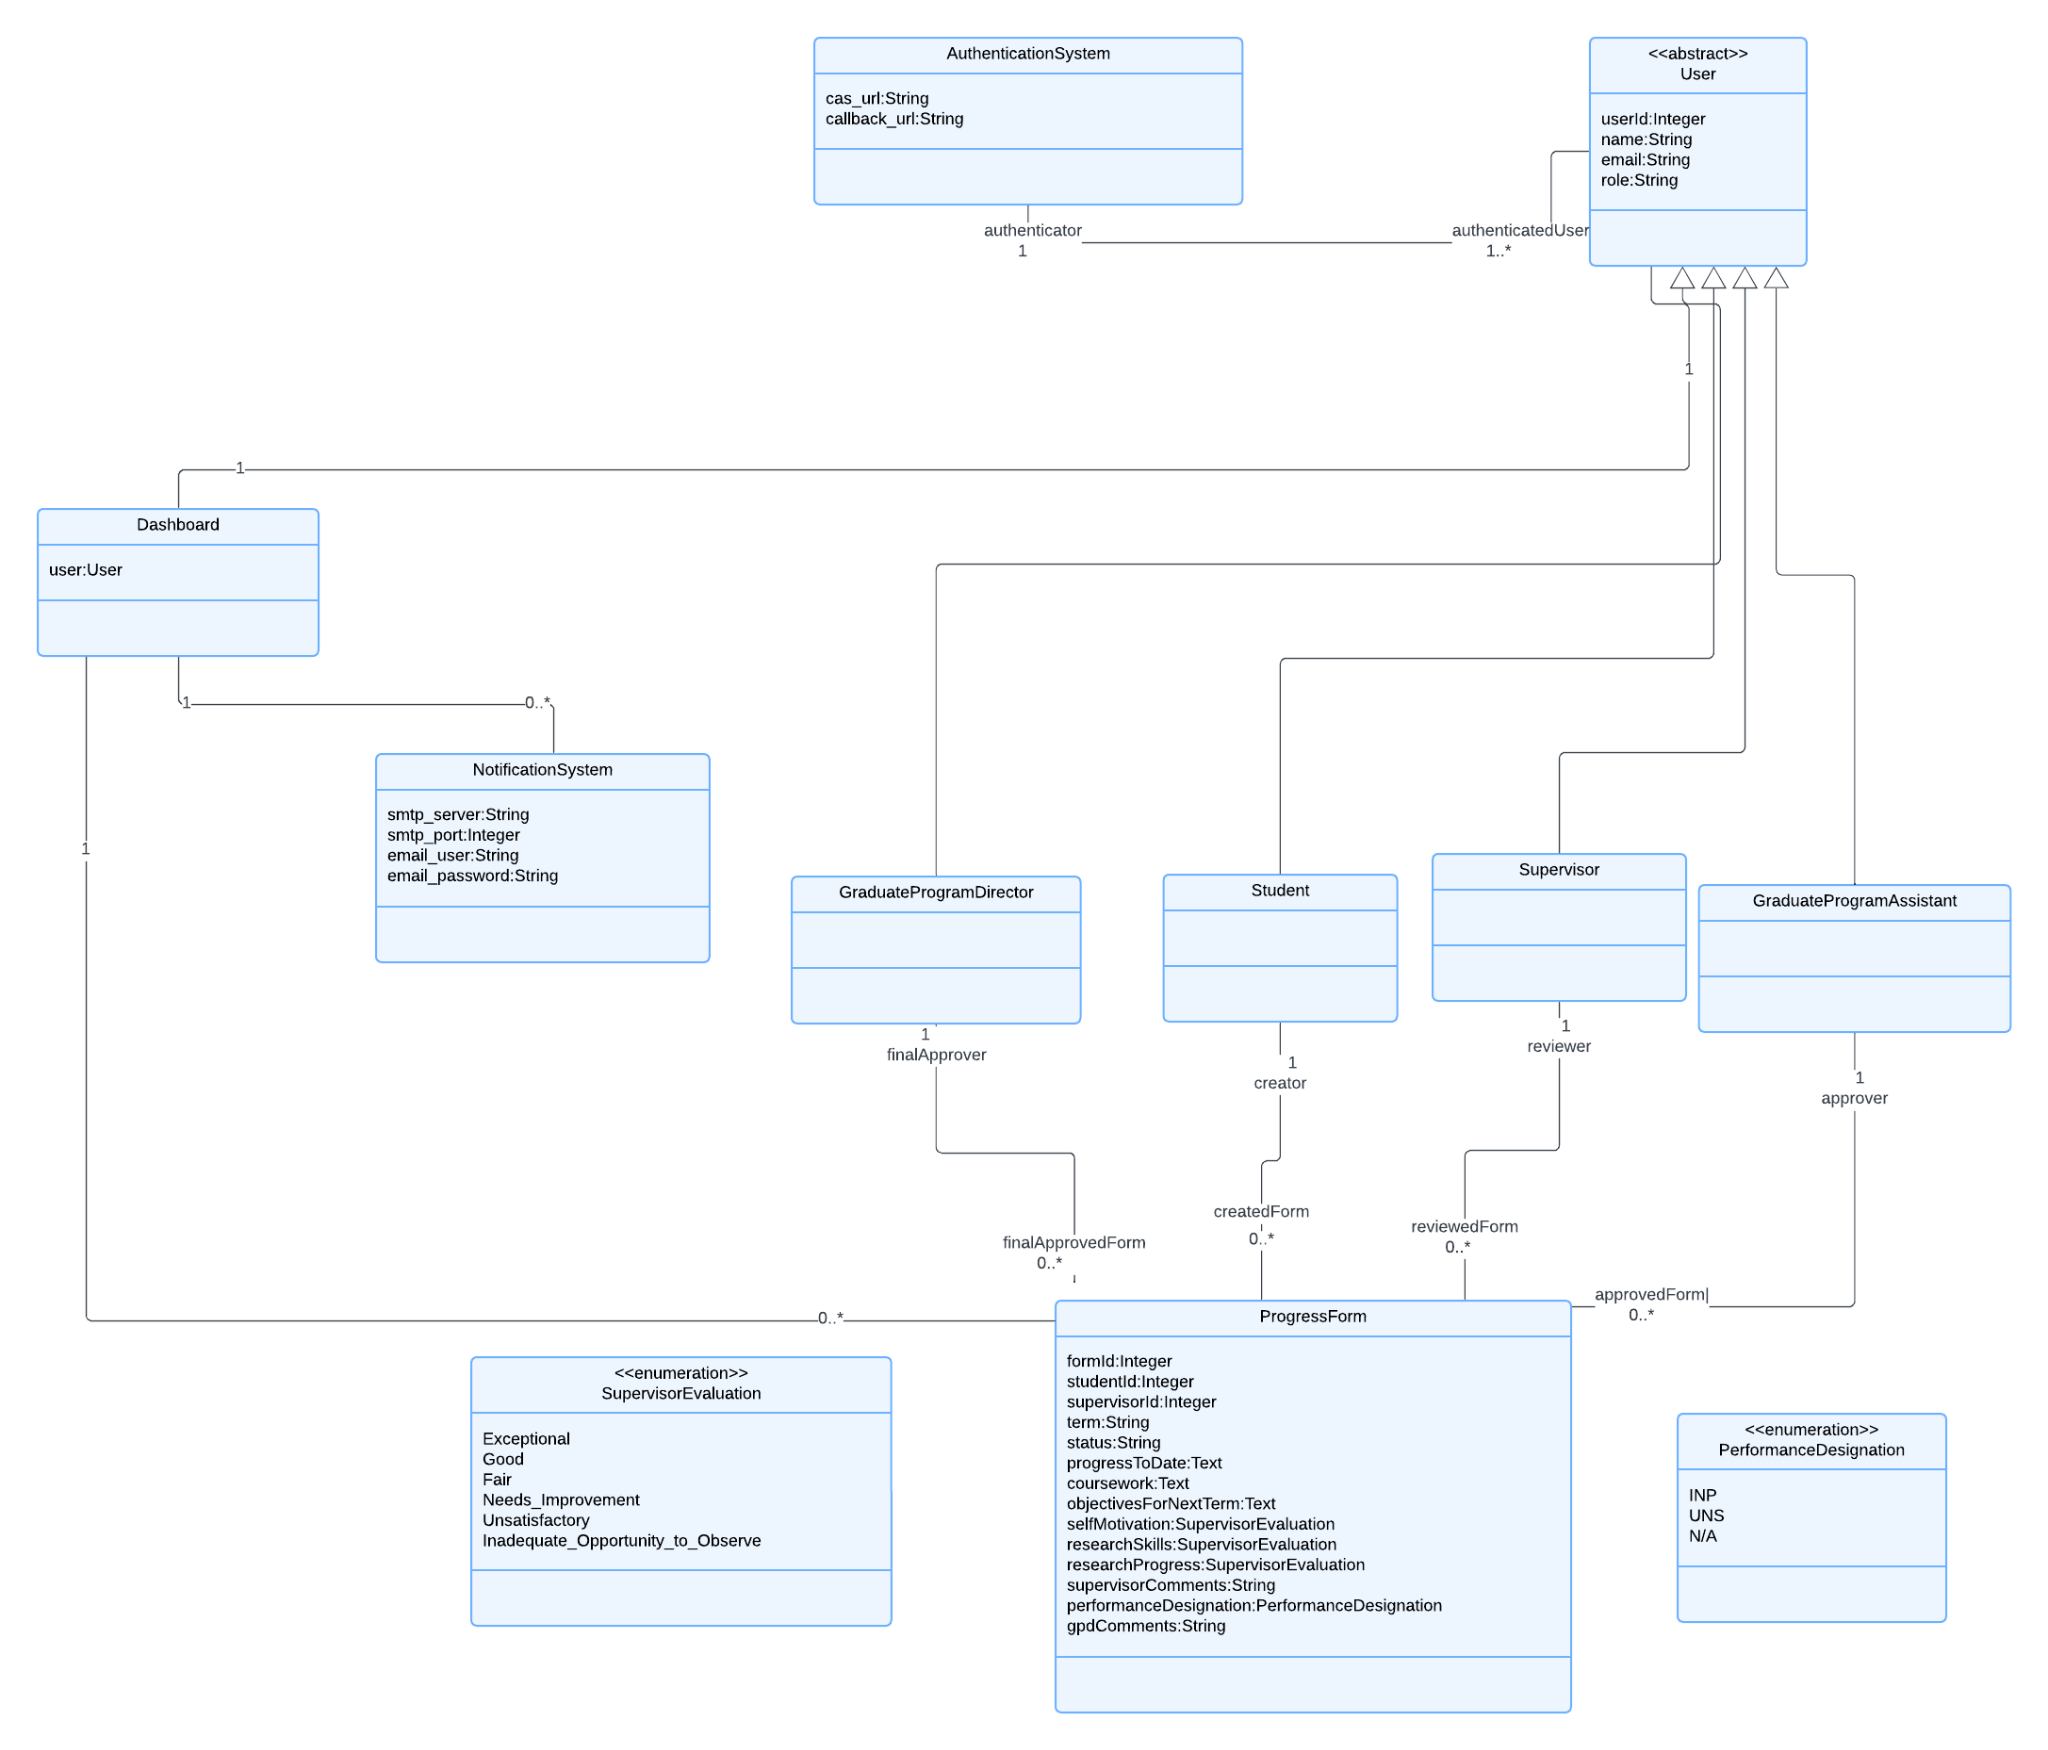 AuthenticationSystem
cas_url:String
callback_url:String
<<abstract>>
User
userId:Integer
name:String
email:String
role:String
authenticator
1
authenticatedUser
1..*
1
1
Dashboard
user:User
1
0..*
1
NotificationSystem
smtp_server:String
smtp_port:Integer
email_user:String
email_password:String
GraduateProgramDirector
Student
Supervisor
GraduateProgramAssistant
1
finalApprover
1
creator
1
reviewer
1
approver
finalApprovedForm
0..*
createdForm
0..*
reviewedForm
0..*
approvedForm|
0..*
0..*
ProgressForm
formId:Integer
studentId:Integer
supervisorId:Integer
term:String
status:String
progressToDate:Text
coursework:Text
objectivesForNextTerm:Text
selfMotivation:SupervisorEvaluation
researchSkills:SupervisorEvaluation
researchProgress:SupervisorEvaluation
supervisorComments:String
performanceDesignation:PerformanceDesignation
gpdComments:String
<<enumeration>>
SupervisorEvaluation
Exceptional
Good
Fair
Needs_Improvement
Unsatisfactory
Inadequate_Opportunity_to_Observe
<<enumeration>>
PerformanceDesignation
INP
UNS
N/A